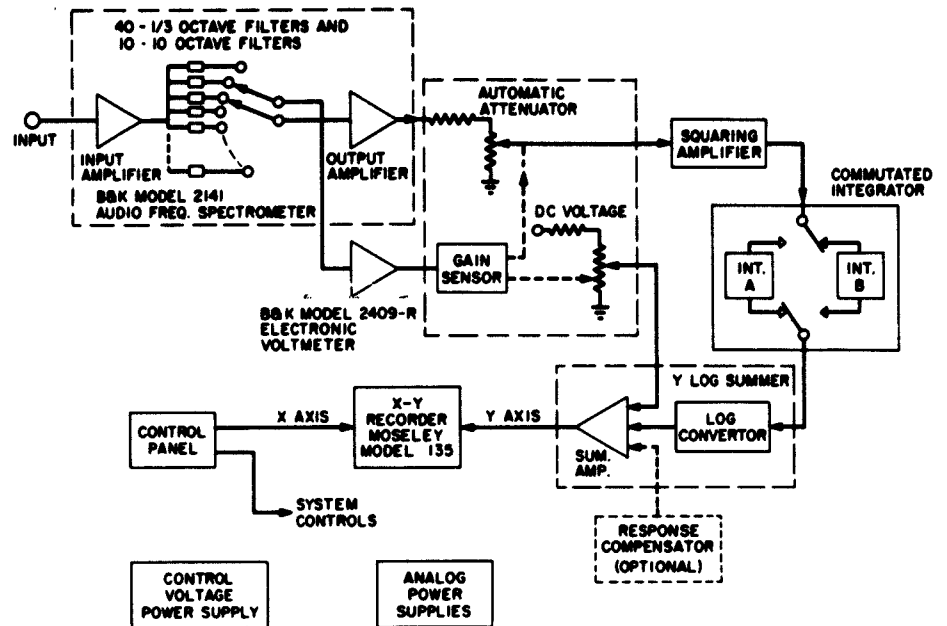 40 - 1/3 OCTAVE FILTERS AND
10 - 10 OCTAVE FILTERS
INPUT
INPUT
AMPLIFIER
OUTPUT
AMPLIFIER
B&K MODEL 2141
AUDIO FREQ. SPECTROMETER
AUTOMATIC
ATTENUATOR
SQUARING
AMPLIFIER
COMMUTATED
INTEGRATOR
INT.
A
INT.
B
DC VOLTAGE
GAIN
SENSOR
B&K MODEL 2409-R
ELECTRONIC
VOLTMETER
Y LOG SUMMER
LOG
CONVERTOR
SUM.
AMP.
Y AXIS
X-Y
RECORDER
MOSELEY
MODEL 135
X AXIS
CONTROL
PANEL
SYSTEM
CONTROLS
RESPONSE
COMPENSATOR
(OPTIONAL)
CONTROL
VOLTAGE
POWER SUPPLY
ANALOG
POWER
SUPPLIES